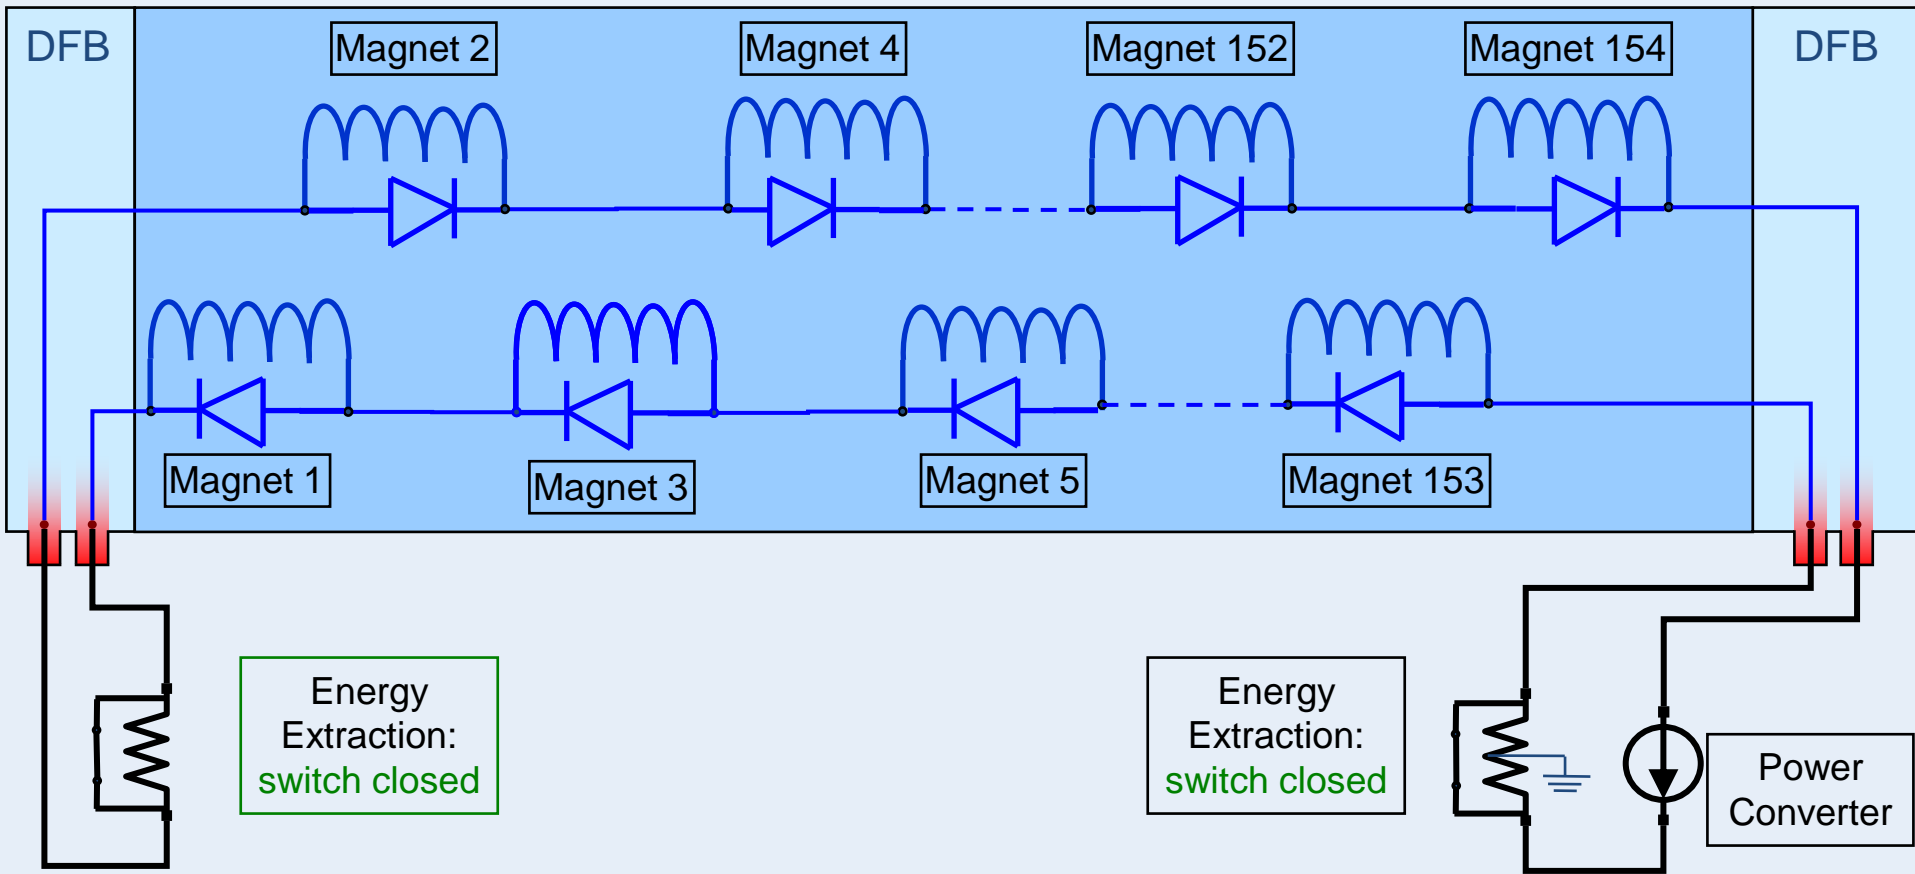 DFB
Magnet 2
Magnet 4
Magnet 152
Magnet 154
DFB
Magnet 1
Magnet 3
Magnet 5
Magnet 153
Energy
Extraction:
switch closed
Energy
Extraction:
switch closed
Power
Converter